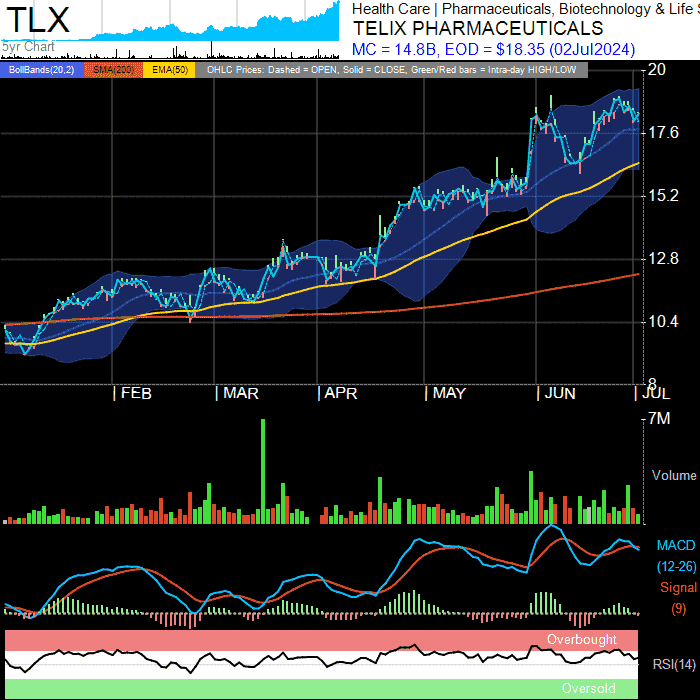 TLX
5yr Chart
Health Care | Pharmaceuticals, Biotechnology & Life S
TELIX PHARMACEUTICALS
MC = 14.8B, EOD = $18.35 (02Jul2024)
BollBands(20,2) SMA(200) EMA(50) OHLC Prices: Dashed = OPEN, Solid = CLOSE, Green/Red bars = Intra-day HIGH/LOW
20
17.6
15.2
12.8
10.4
8
FEB MAR APR MAY JUN JUL
7M
Volume
MACD
(12-26)
Signal
(9)
Overbought
RSI(14)
Oversold